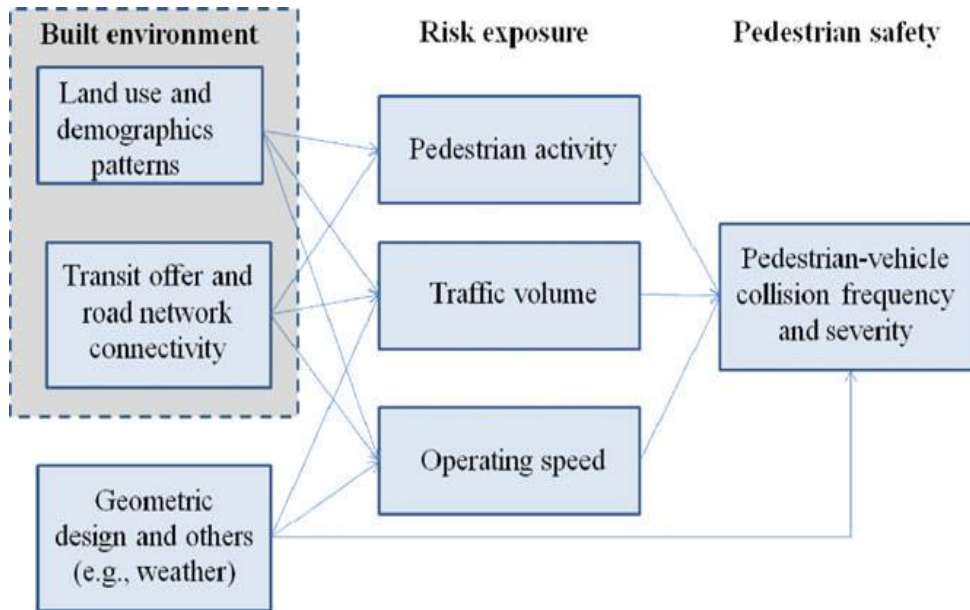 Built environment
Risk exposure
Pedestrian safety
Land use and
demographics
patterns
Transit offer and
road network
connectivity
Geometric
design and others
(e.g., weather)
Pedestrian activity
Traffic volume
Operating speed
Pedestrian-vehicle
collision frequency
and severity